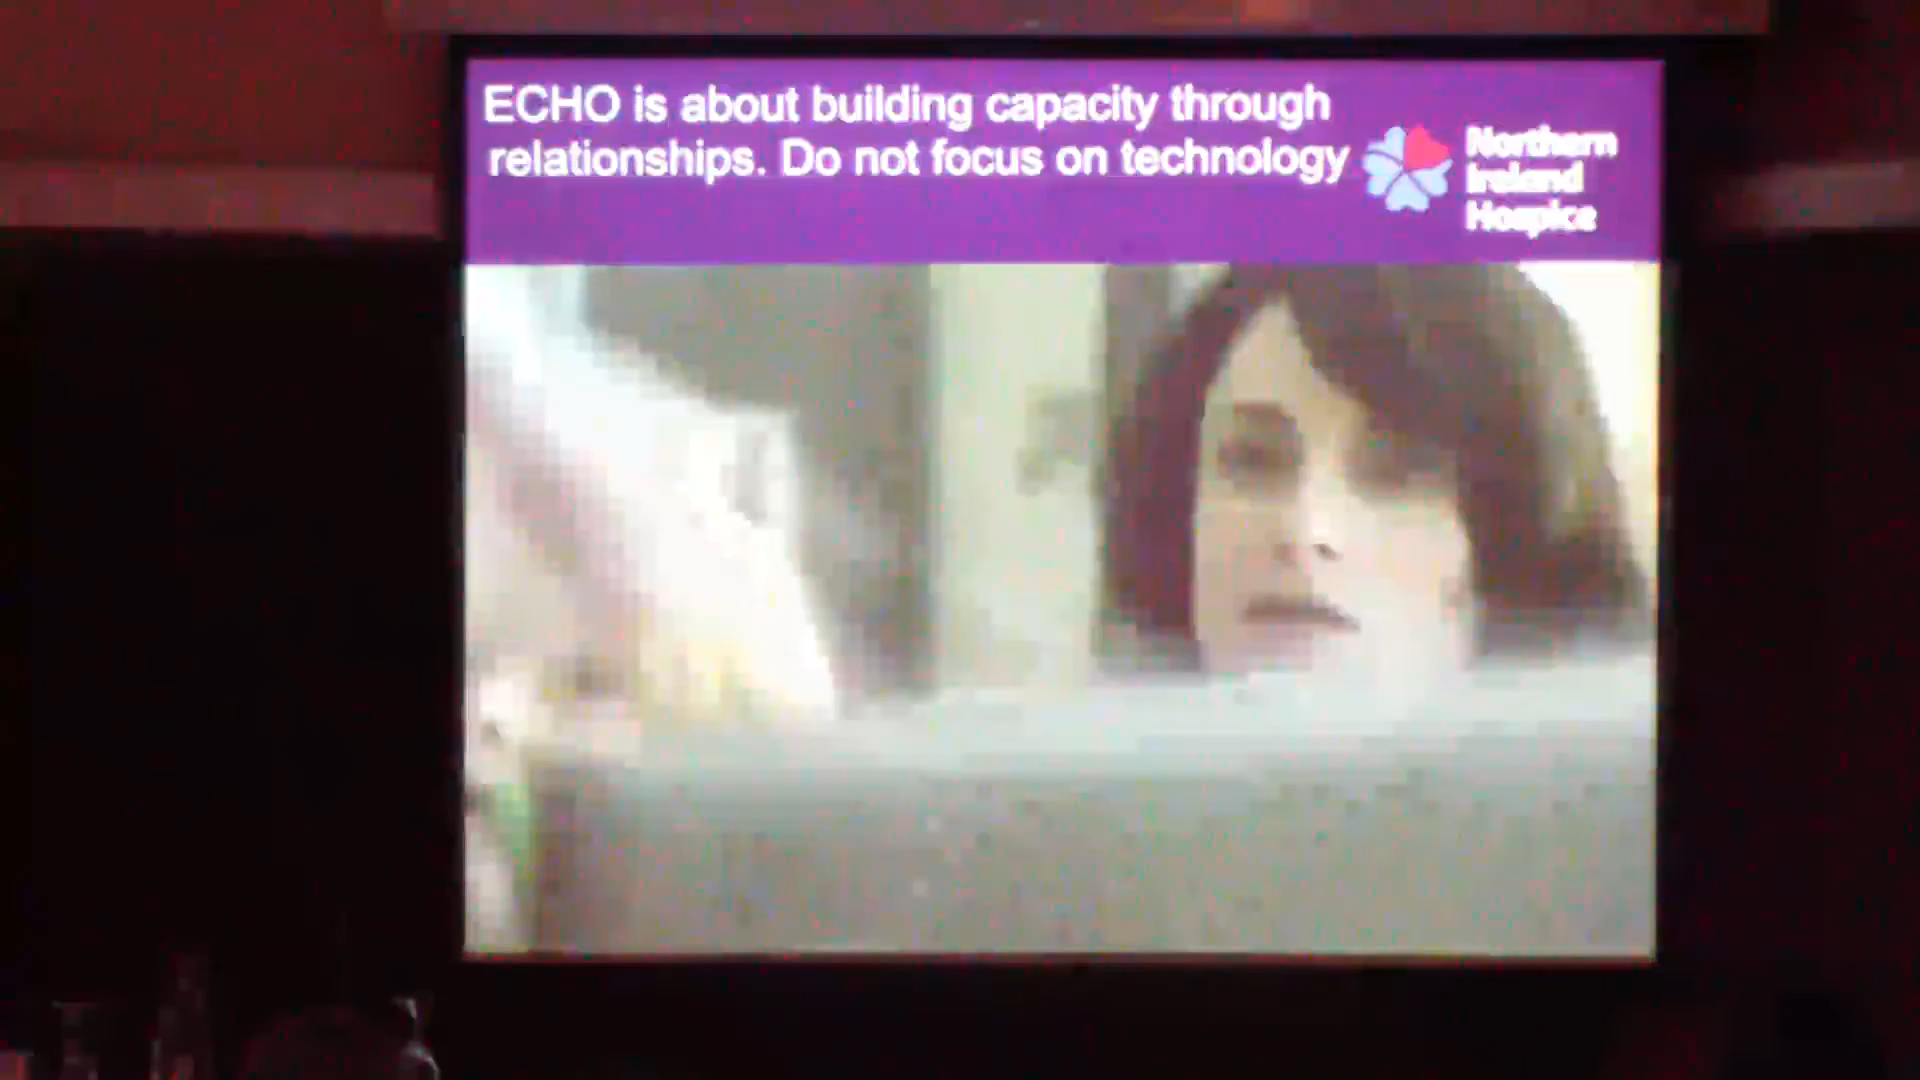 ECHO is about building capacity through
relationships. Do not focus on technology
Northern
Ireland
Hospice